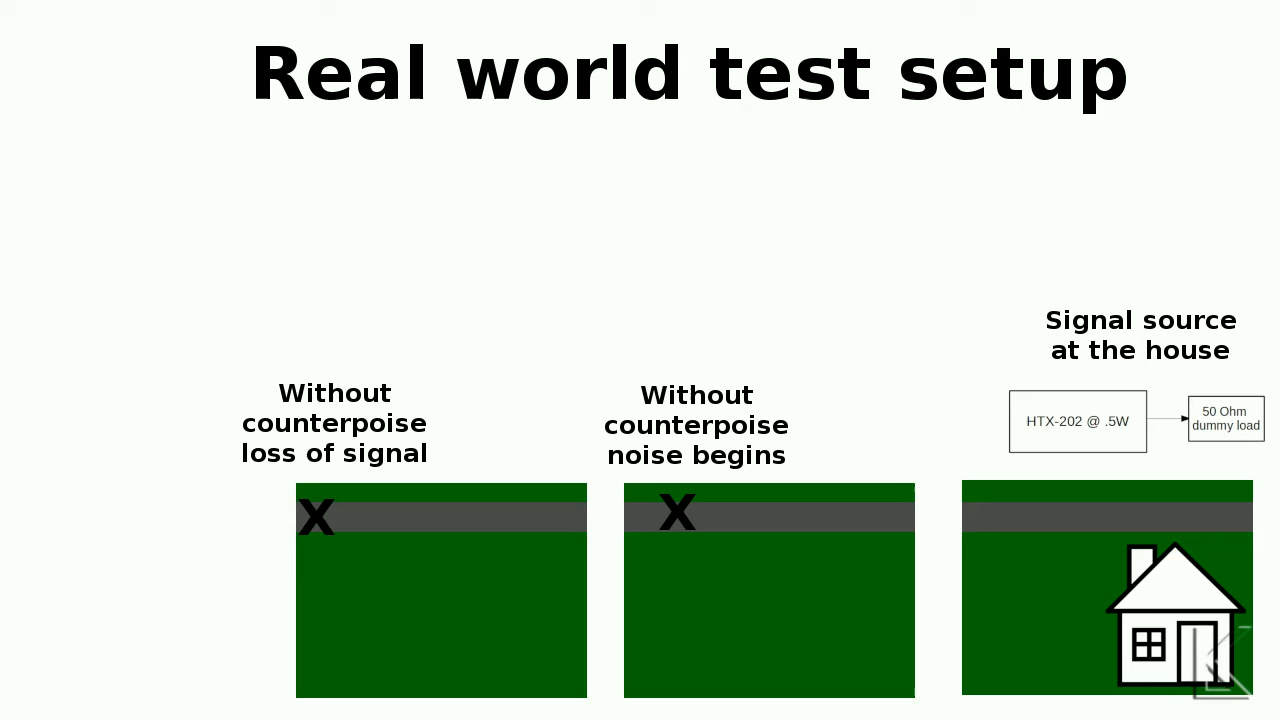 Real world test setup
Signal source
at the house
Without
counterpoise
loss of signal
Without
counterpoise
noise begins
HTX-202 @ .5W
50 Ohm
dummy load
X
X